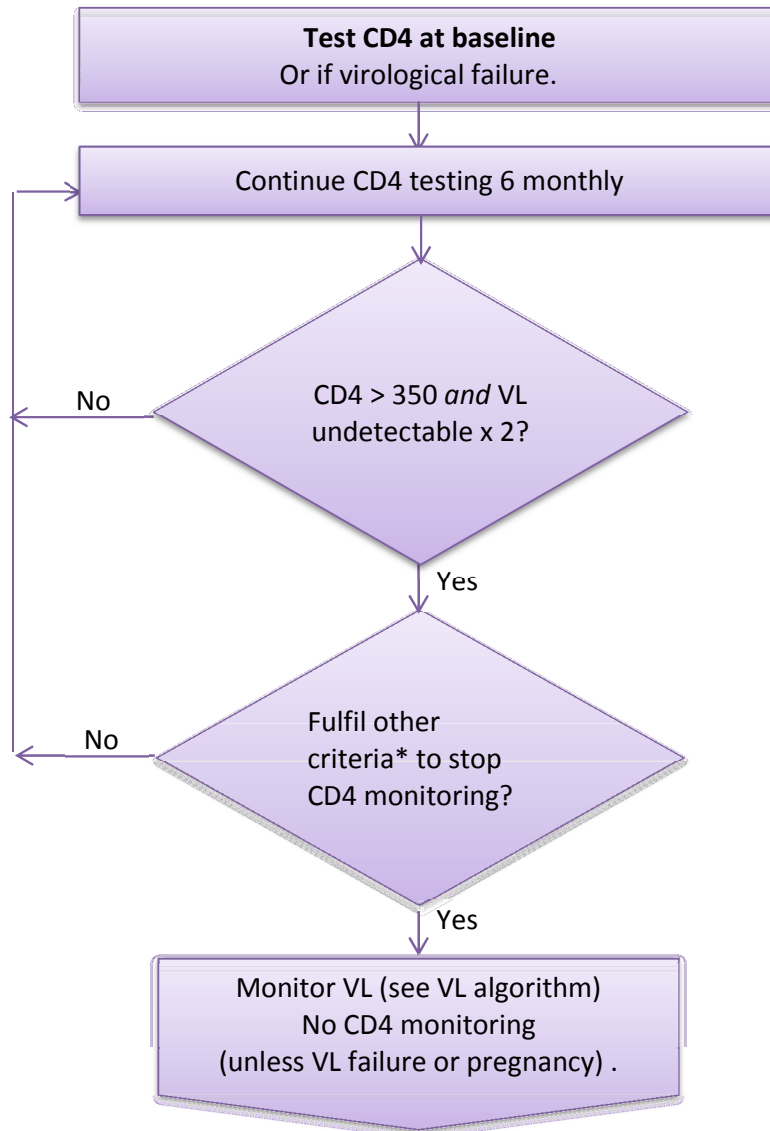 Test CD4 at baseline
Or if virological failure.
Continue CD4 testing 6 monthly
No
CD4 > 350 and VL
undetectable x 2?
Yes
No
Fulfil other
criteria* to stop
CD4 monitoring?
Yes
Monitor VL (see VL algorithm)
No CD4 monitoring
(unless VL failure or pregnancy) .